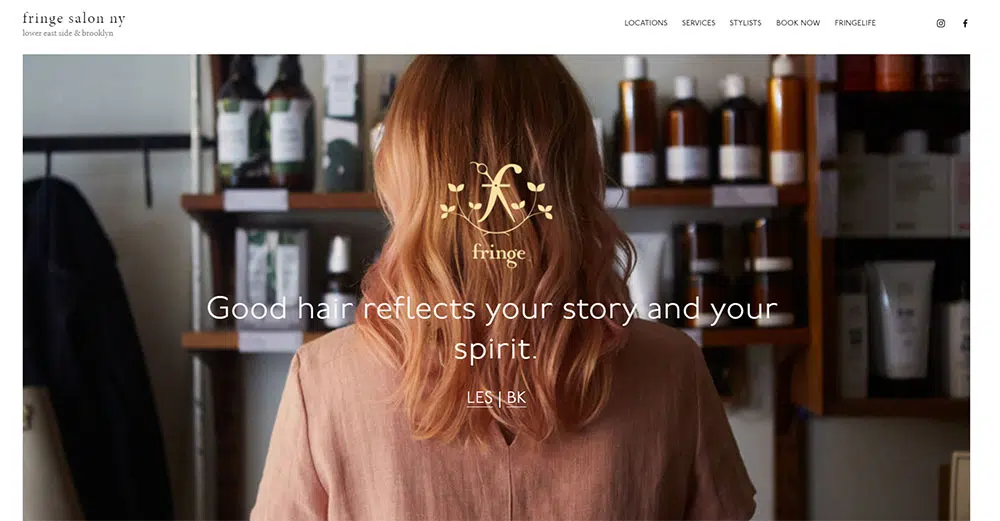 fringe salon ny
lower east side & brooklyn
LOCATIONS SERVICES STYLISTS BOOK NOW FRINGELIFE
fringe
Good hair reflects your story and your
spirit.
LES | BK